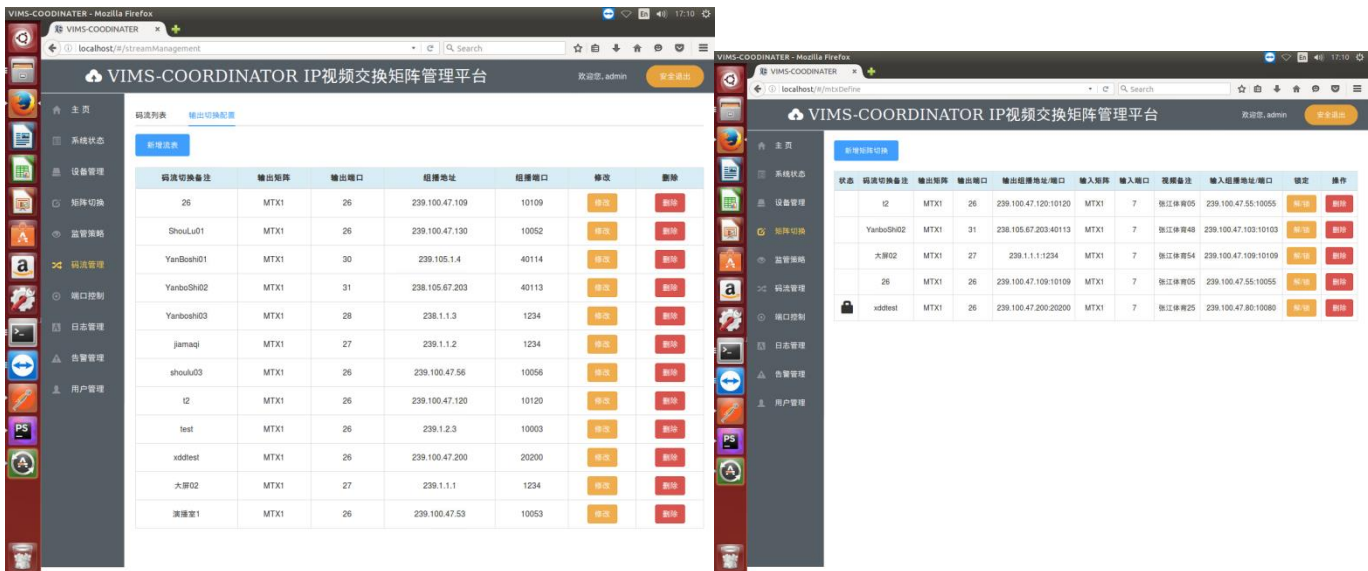 VIMS-COODINATER - Mozilla Firefox
En 17:10
VIMS-COODINATER
localhost/#/streamManagement
Search
VIMS-COORDINATOR IP视频交换矩阵管理平台
欢迎您, admin
安全退出
主页
系统状态
设备管理
矩阵切换
监管策略
码流管理
端口控制
日志管理
告警管理
用户管理
码流列表 输出切换配置
新增流表
码流切换备注 输出矩阵 输出端口 组播地址 组播端口 修改 删除
26 MTX1 26 239.100.47.109 10109 修改 删除
ShouLu01 MTX1 26 239.100.47.130 10052 修改 删除
YanBoshi01 MTX1 30 239.105.1.4 40114 修改 删除
YanboShi02 MTX1 31 238.105.67.203 40113 修改 删除
Yanboshi03 MTX1 28 238.1.1.3 1234 修改 删除
jiamaqi MTX1 27 239.1.1.2 1234 修改 删除
shoulu03 MTX1 26 239.100.47.56 10056 修改 删除
t2 MTX1 26 239.100.47.120 10120 修改 删除
test MTX1 26 239.1.2.3 10003 修改 删除
xddtest MTX1 26 239.100.47.200 20200 修改 删除
大屏02 MTX1 27 239.1.1.1 1234 修改 删除
演播室1 MTX1 26 239.100.47.53 10053 修改 删除
VIMS-COODINATER - Mozilla Firefox
En 17:10
VIMS-COODINATER
localhost/#/mtxDefine
Search
VIMS-COORDINATOR IP视频交换矩阵管理平台
欢迎您, admin
安全退出
主页
系统状态
设备管理
矩阵切换
监管策略
码流管理
端口控制
日志管理
告警管理
用户管理
新增矩阵切换
状态 码流切换备注 输出矩阵 输出端口 输出组播地址/端口 输入矩阵 输入端口 视频备注 输入组播地址/端口 锁定 操作
t2 MTX1 26 239.100.47.120:10120 MTX1 7 张江体育05 239.100.47.55:10055 解/锁 删除
YanboShi02 MTX1 31 238.105.67.203:40113 MTX1 7 张江体育48 239.100.47.103:10103 解/锁 删除
大屏02 MTX1 27 239.1.1.1:1234 MTX1 7 张江体育54 239.100.47.109:10109 解/锁 删除
26 MTX1 26 239.100.47.109:10109 MTX1 7 张江体育05 239.100.47.55:10055 解/锁 删除
xddtest MTX1 26 239.100.47.200:20200 MTX1 7 张江体育25 239.100.47.80:10080 解/锁 删除